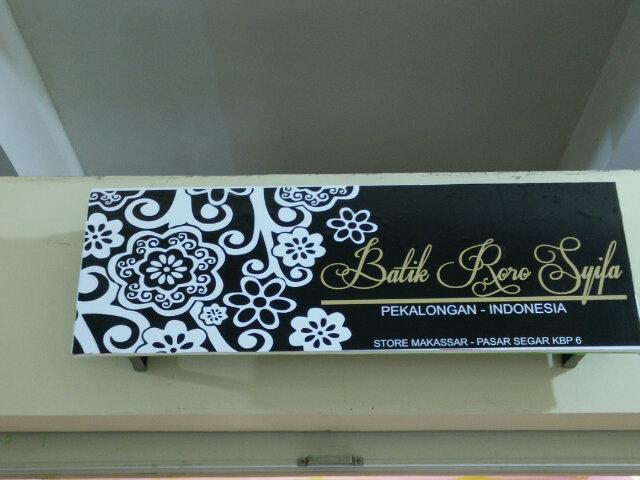 Batik Roro Syifa
PEKALONGAN - INDONESIA
STORE MAKASSAR - PASAR SEGAR KBP 6